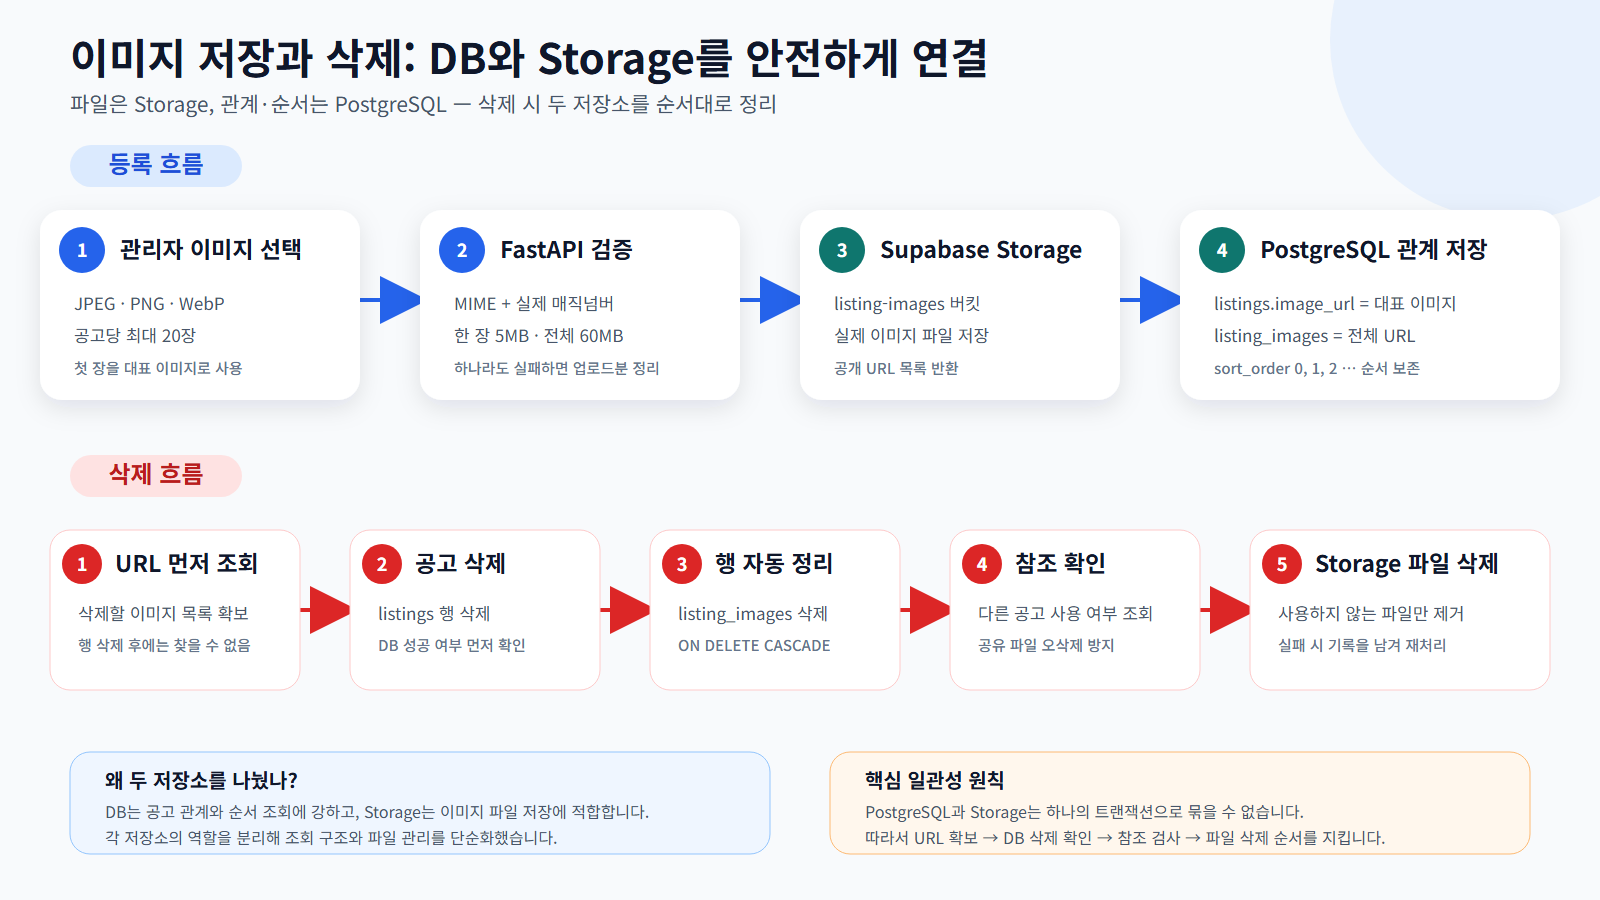 이미지 저장과 삭제: DB와 Storage를 안전하게 연결
파일은 Storage, 관계·순서는 PostgreSQL — 삭제 시 두 저장소를 순서대로 정리
등록 흐름
1 관리자 이미지 선택
JPEG · PNG · WebP
공고당 최대 20장
첫 장을 대표 이미지로 사용
2 FastAPI 검증
MIME + 실제 매직넘버
한 장 5MB · 전체 60MB
하나라도 실패하면 업로드분 정리
3 Supabase Storage
listing-images 버킷
실제 이미지 파일 저장
공개 URL 목록 반환
4 PostgreSQL 관계 저장
listings.image_url = 대표 이미지
listing_images = 전체 URL
sort_order 0, 1, 2 ··· 순서 보존
삭제 흐름
1 URL 먼저 조회
삭제할 이미지 목록 확보
행 삭제 후에는 찾을 수 없음
2 공고 삭제
listings 행 삭제
DB 성공 여부 먼저 확인
3 행 자동 정리
listing_images 삭제
ON DELETE CASCADE
4 참조 확인
다른 공고 사용 여부 조회
공유 파일 오삭제 방지
5 Storage 파일 삭제
사용하지 않는 파일만 제거
실패 시 기록을 남겨 재처리
왜 두 저장소를 나눴나?
DB는 공고 관계와 순서 조회에 강하고, Storage는 이미지 파일 저장에 적합합니다.
각 저장소의 역할을 분리해 조회 구조와 파일 관리를 단순화했습니다.
핵심 일관성 원칙
PostgreSQL과 Storage는 하나의 트랜잭션으로 묶을 수 없습니다.
따라서 URL 확보 → DB 삭제 확인 → 참조 검사 → 파일 삭제 순서를 지킵니다.